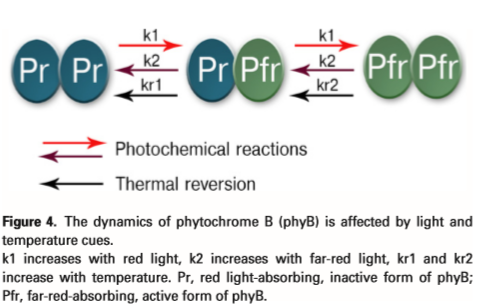 k1 k1
Pr Pr k2 Pr Pfr k2 Pfr Pfr
kr1 kr2
Photochemical reactions
Thermal reversion
Figure 4. The dynamics of phytochrome B (phyB) is affected by light and
temperature cues.
k1 increases with red light, k2 increases with far-red light, kr1 and kr2
increase with temperature. Pr, red light-absorbing, inactive form of phyB;
Pfr, far-red-absorbing, active form of phyB.